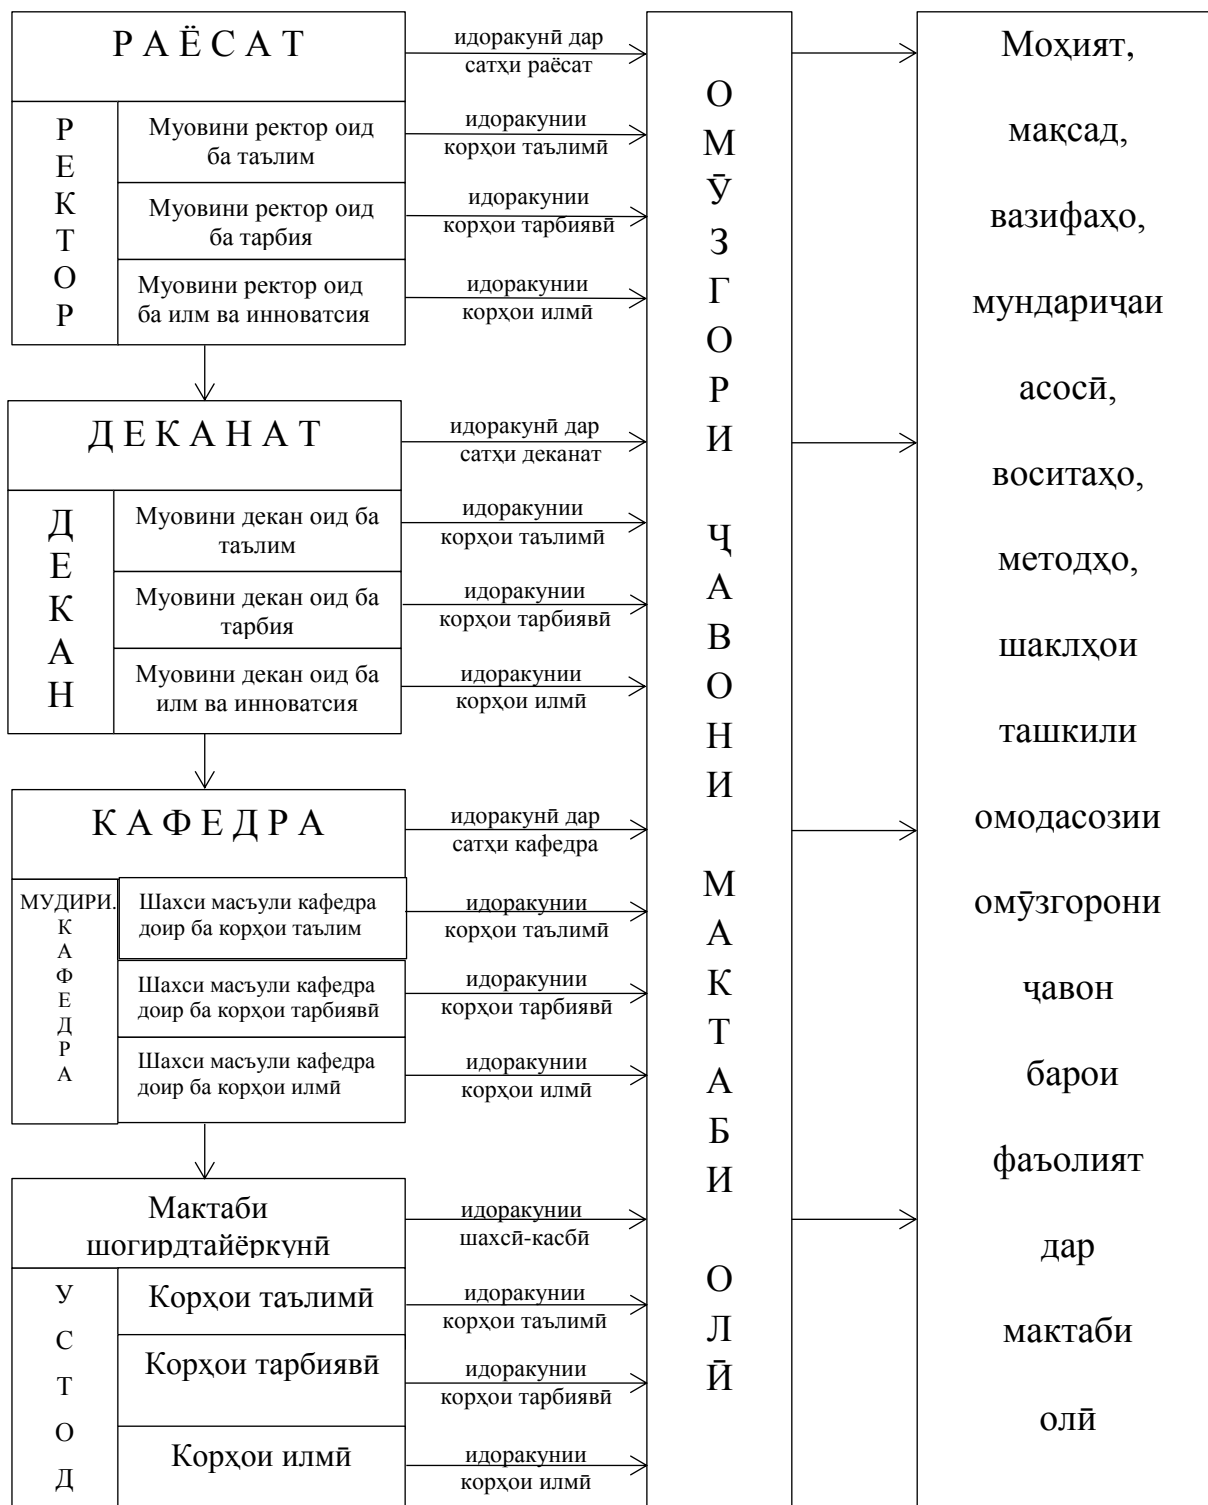 Р А Ё С А Т
идоракунӣ дар
сатҳи раёсат
Р
Е
К
Т
О
Р
Муовини ректор оид
ба таълим
идоракунии
корҳои таълимӣ
Муовини ректор оид
ба тарбия
идоракунии
корҳои тарбиявӣ
Муовини ректор оид
ба илм ва инноватсия
идоракунии
корҳои илмӣ
Д Е К А Н А Т
идоракунӣ дар
сатҳи деканат
Д
Е
К
А
Н
Муовини декан оид ба
таълим
идоракунии
корҳои таълимӣ
Муовини декан оид ба
тарбия
идоракунии
корҳои тарбиявӣ
Муовини декан оид ба
илм ва инноватсия
идоракунии
корҳои илмӣ
К А Ф Е Д Р А
идоракунӣ дар
сатҳи кафедра
МУДИРИ.
К
А
Ф
Е
Д
Р
А
Шахси масъули кафедра
доир ба корҳои таълим
идоракунии
корҳои таълимӣ
Шахси масъули кафедра
доир ба корҳои тарбиявӣ
идоракунии
корҳои тарбиявӣ
Шахси масъули кафедра
доир ба корҳои илмӣ
идоракунии
корҳои илмӣ
Мактаби
шогирдтайёркунӣ
идоракунии
шахсӣ-касбӣ
У
С
Т
О
Д
Корҳои таълимӣ
идоракунии
корҳои таълимӣ
Корҳои тарбиявӣ
идоракунии
корҳои тарбиявӣ
Корҳои илмӣ
идоракунии
корҳои илмӣ
О
М
Ӯ
З
Г
О
Р
И
Ҷ
А
В
О
Н
И
М
А
К
Т
А
Б
И
О
Л
Ӣ
Моҳият,
мақсад,
вазифаҳо,
мундариҷаи
асосӣ,
воситаҳо,
методҳо,
шаклҳои
ташкили
омодасозии
омӯзгорони
ҷавон
барои
фаъолият
дар
мактаби
олӣ